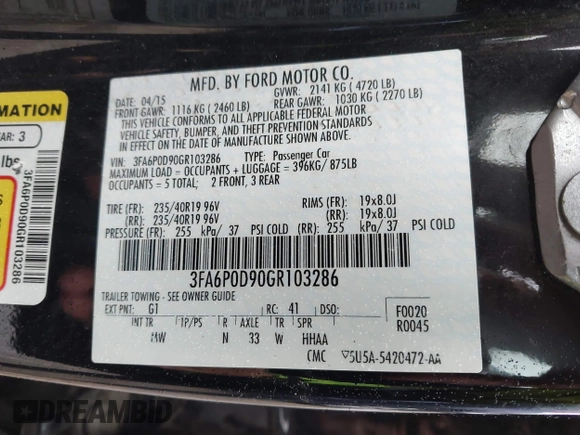 MFD. BY FORD MOTOR CO.
DATE: 04/15 GVWR: 2141 KG ( 4720 LB)
FRONT GAWR: 1116 KG ( 2460 LB) REAR GAWR: 1030 KG ( 2270 LB)
THIS VEHICLE CONFORMS TO ALL APPLICABLE FEDERAL MOTOR
VEHICLE SAFETY, BUMPER, AND THEFT PREVENTION STANDARDS
IN EFFECT ON THE DATE OF MANUFACTURE SHOWN ABOVE.
VIN: 3FA6P0D90GR103286 TYPE: Passenger Car
MAXIMUM LOAD = OCCUPANTS + LUGGAGE = 396KG/ 875LB
OCCUPANTS = 5 TOTAL; 2 FRONT, 3 REAR
TIRE (FR): 235/40R19 96V RIMS (FR): 19x8.0J
(RR): 235/40R19 96V (RR): 19x8.0J
PRESSURE (FR): 255 kPa/ 37 PSI COLD (RR): 255 kPa/ 37 PSI COLD
3FA6P0D90GR103286
TRAILER TOWING - SEE OWNER GUIDE
EXT PNT: G1 RC: 41 DSO: F0020
R0045
INT TR TP/PS R AXLE TR SPR
MW N 33 W HHAA
CMC 5U5A-5420472-AA
RMATION
AR: 3
lbs
3FA6P0D90GR103286
DREAMBID